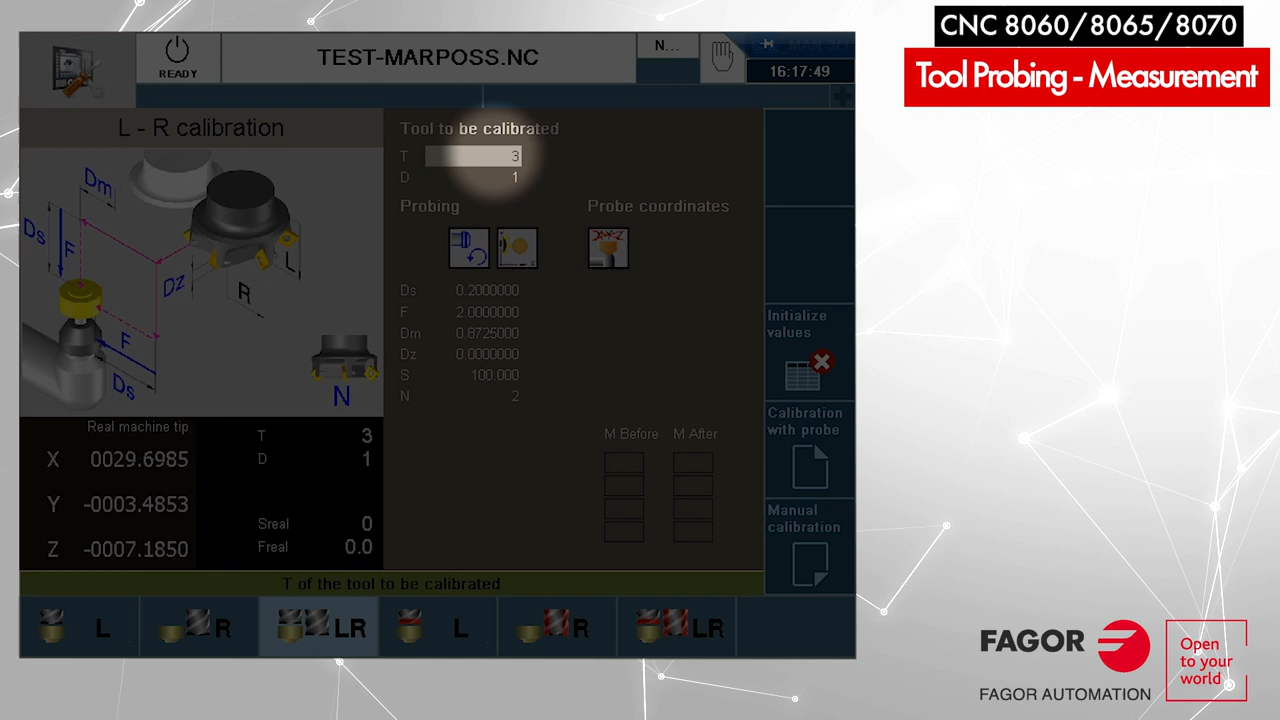 CNC 8060/8065/8070
Tool Probing - Measurement
READY
TEST-MARPOSS.NC
N...
16:17:49
L - R calibration
Dm
Ds
F
Dz
L
R
F
Ds
N
Tool to be calibrated
T 3
D 1
Probing
Probe coordinates
Ds 0.2000000
F 2.0000000
Dm 0.8725000
Dz 0.0000000
S 100.000
N 2
M Before M After
Initialize
values
Calibration
with probe
Manual
calibration
Real machine tip
X 0029.6985
Y -0003.4853
Z -0007.1850
T 3
D 1
Sreal 0
Freal 0.0
T of the tool to be calibrated
L
R
LR
L
R
LR
FAGOR
FAGOR AUTOMATION
Open
to your
world